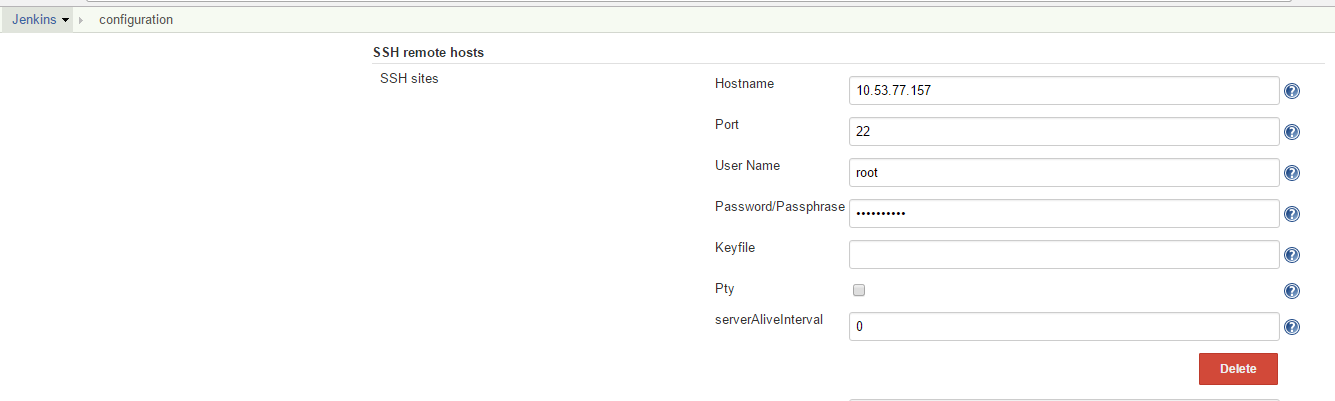 Jenkins configuration
SSH remote hosts
SSH sites
Hostname 10.53.77.157
Port 22
User Name root
Password/Passphrase ••••••••••
Keyfile
Pty
serverAliveInterval 0
Delete